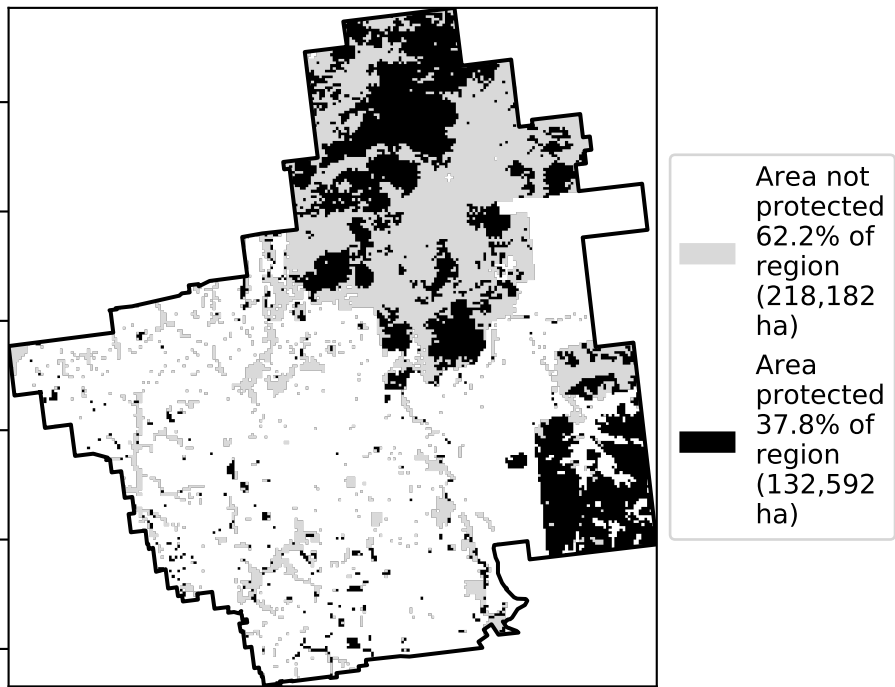 Area not
protected
62.2% of
region
(218,182
ha)
Area
protected
37.8% of
region
(132,592
ha)